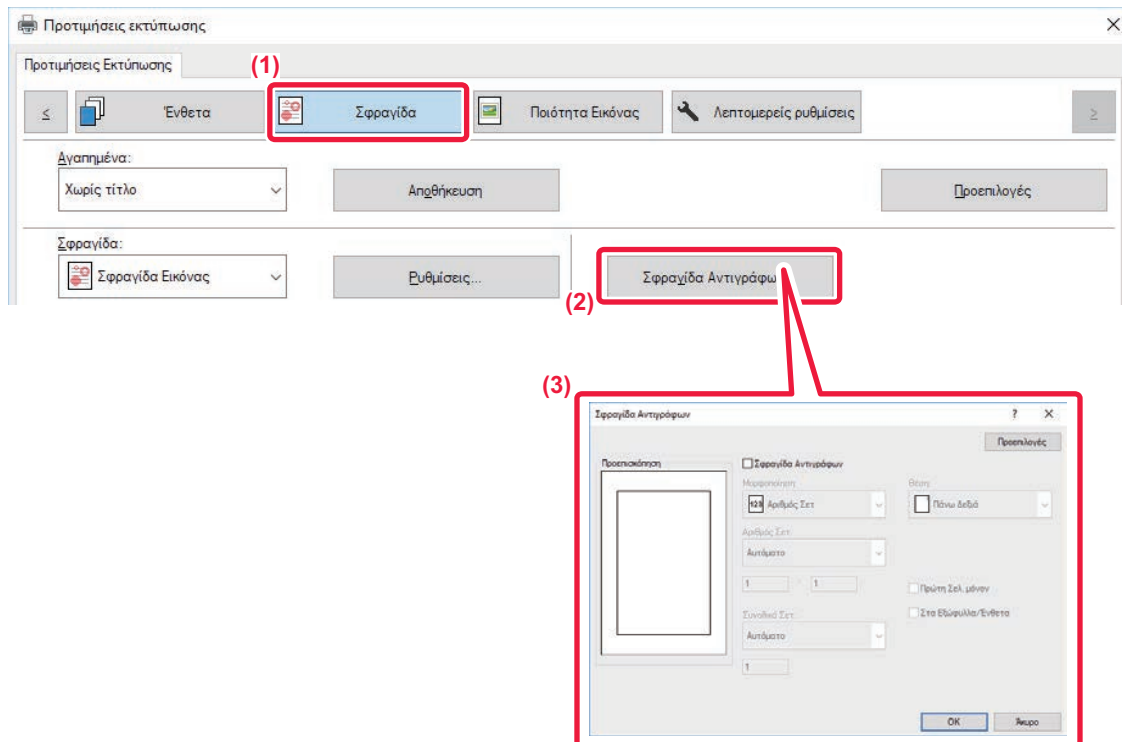 Προτιμήσεις εκτύπωσης
Προτιμήσεις Εκτύπωσης
(1)
≤ Ένθετα Σφραγίδα Ποιότητα Εικόνας Λεπτομερείς ρυθμίσεις ≥
Αγαπημένα:
Χωρίς τίτλο Αποθήκευση Προεπιλογές
Σφραγίδα:
Σφραγίδα Εικόνας Ρυθμίσεις... Σφραγίδα Αντιγράφω
(2)
(3)
Σφραγίδα Αντιγράφων ? X
Προεπιλογές
Προεπισκόπηση Σφραγίδα Αντιγράφων
Μορφοποίηση Θέση
123 Αριθμός Σετ Πάνω Δεξιά
Αριθμός Σετ
Αυτόματο
1 1 Πρώτη Σελ. μόνον
Συνολικά Σετ Στα Εξώφυλλα/Ένθετα
Αυτόματο
1
OK Άκυρο